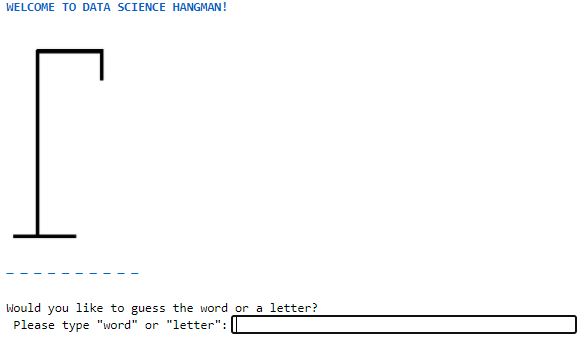 WELCOME TO DATA SCIENCE HANGMAN!
_ _ _ _ _ _ _ _ _ _
Would you like to guess the word or a letter?
Please type "word" or "letter":